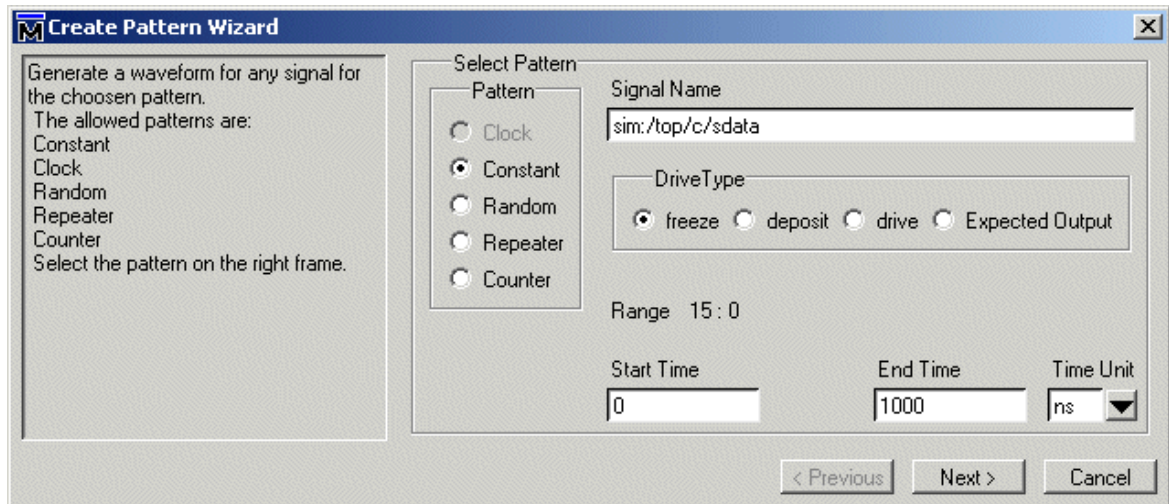 Create Pattern Wizard
Generate a waveform for any signal for
the choosen pattern.
The allowed patterns are:
Constant
Clock
Random
Repeater
Counter
Select the pattern on the right frame.
Select Pattern
Pattern
Clock
Constant
Random
Repeater
Counter
Signal Name
sim:/top/c/sdata
DriveType
freeze deposit drive Expected Output
Range 15 : 0
Start Time End Time Time Unit
0 1000 ns
< Previous Next > Cancel